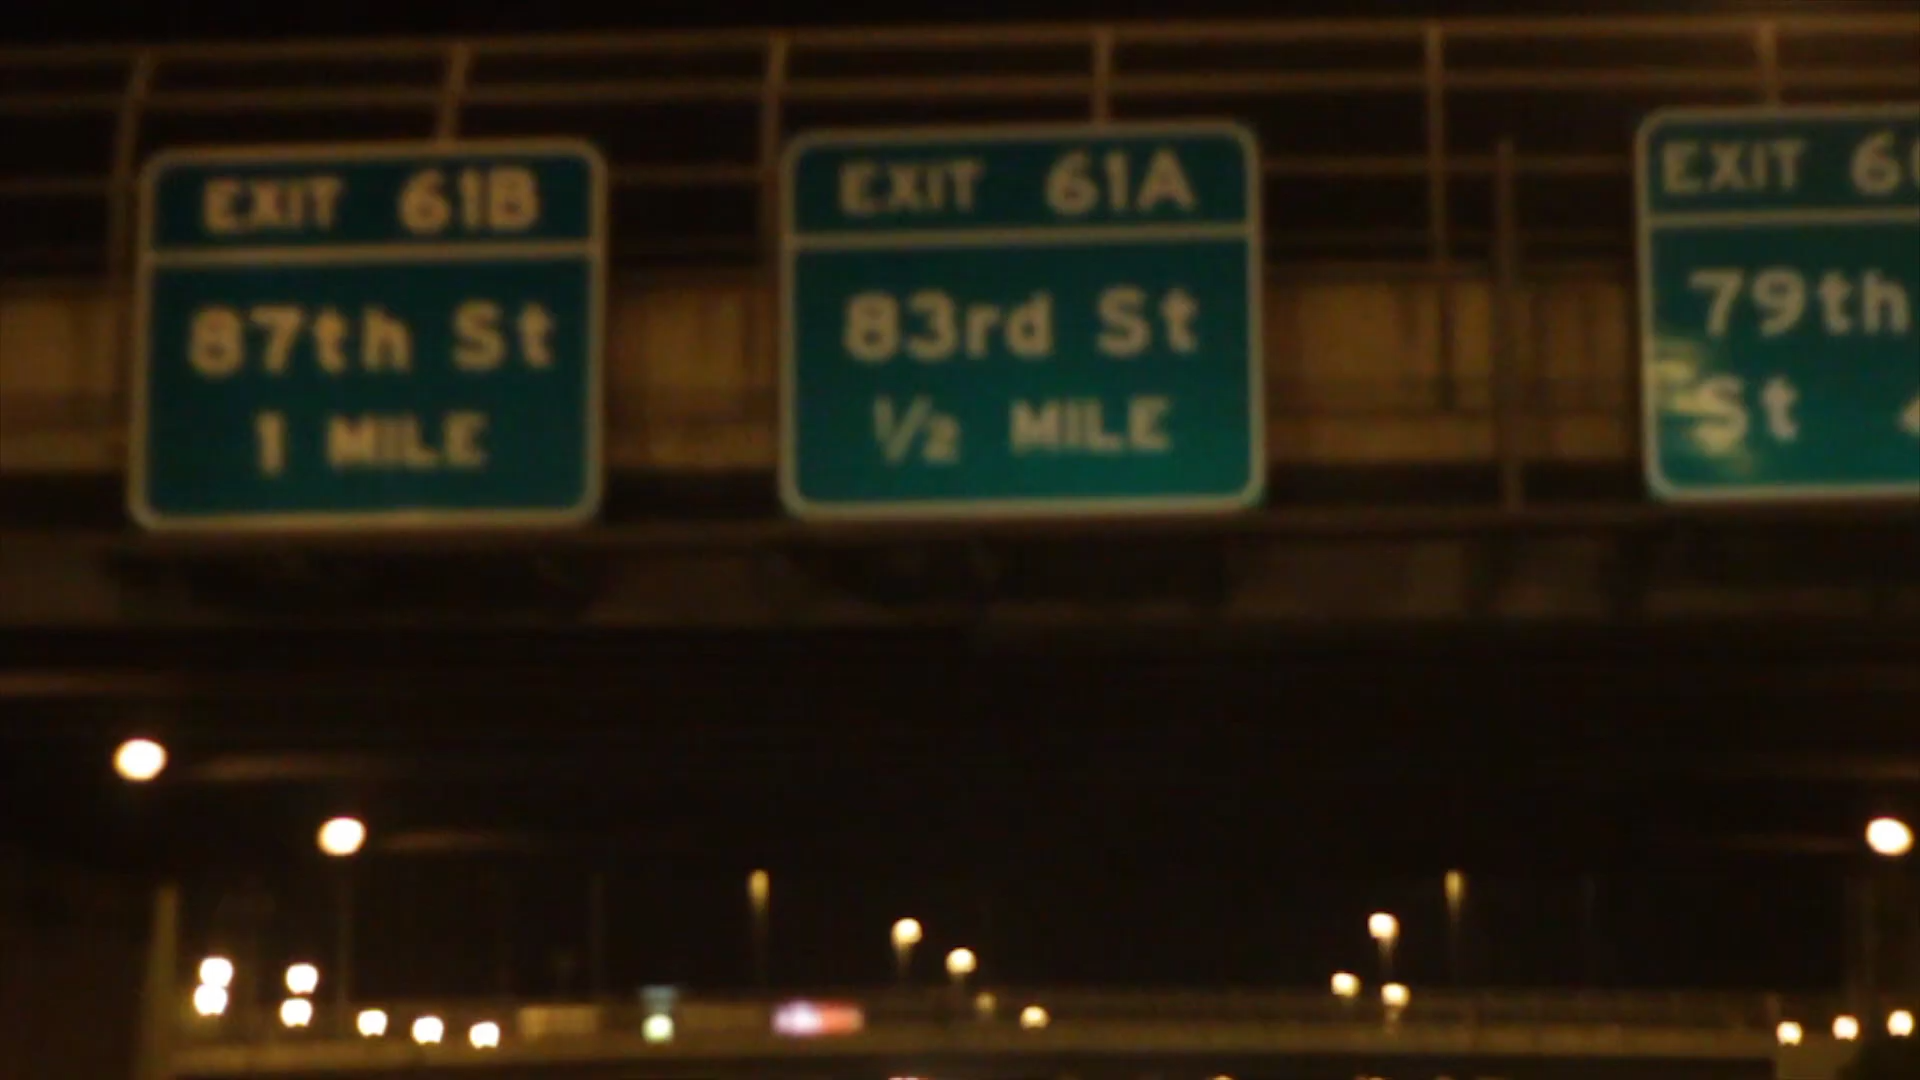 EXIT 61B
87th St
1 MILE
EXIT 61A
83rd St
½ MILE
EXIT
79th
St